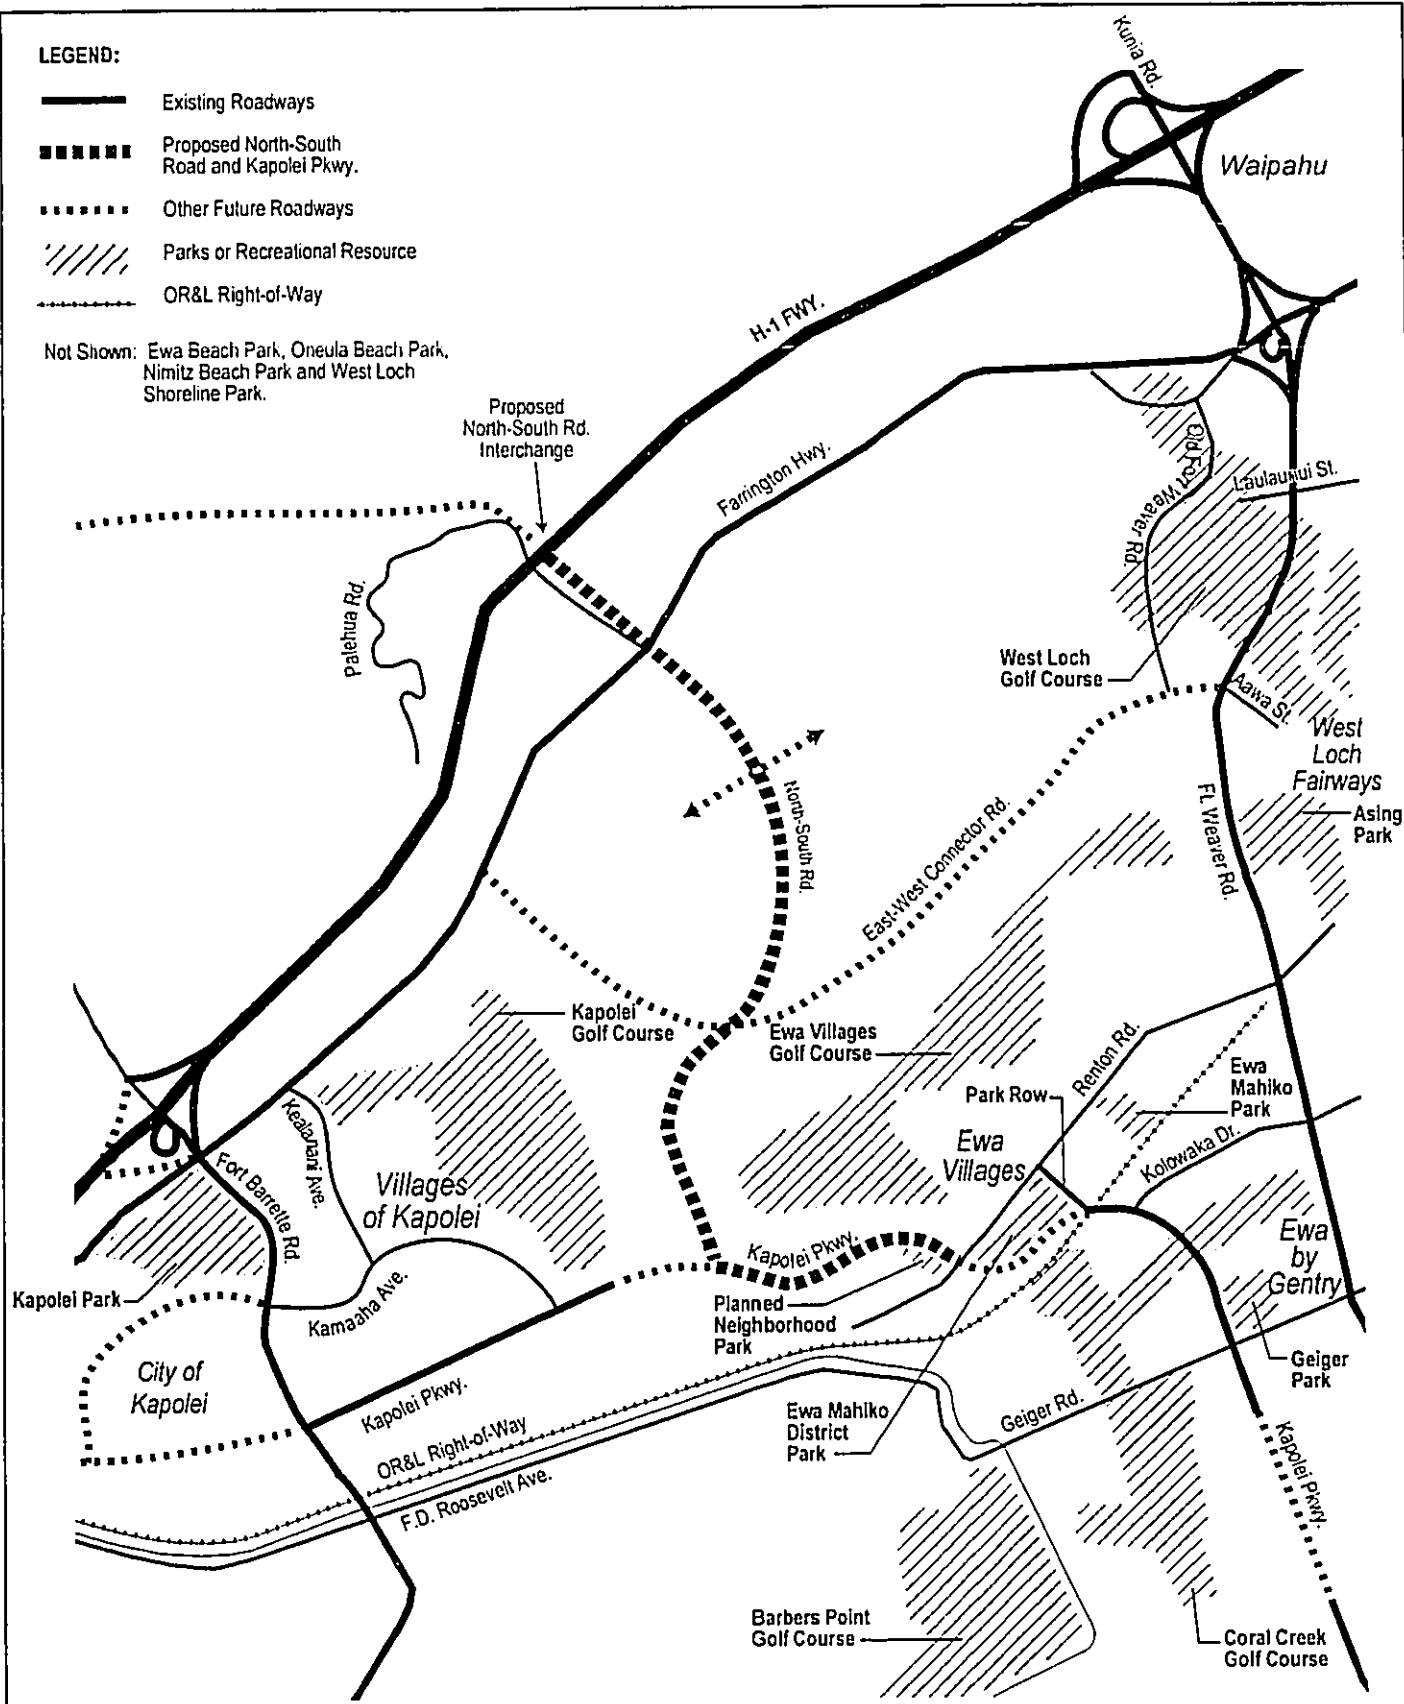 LEGEND:
Existing Roadways
Proposed North-South
Road and Kapolei Pkwy.
Other Future Roadways
Parks or Recreational Resource
OR&L Right-of-Way
Not Shown: Ewa Beach Park, Oneula Beach Park,
Nimitz Beach Park and West Loch
Shoreline Park.
Kunia Rd.
Waipahu
H-1 FWY.
Proposed
North-South Rd.
Interchange
Farrington Hwy.
Old Fort Weaver Rd.
Laulaunui St.
Palehua Rd.
West Loch
Golf Course
Aawa St.
West
Loch
Fairways
North-South Rd.
Ft. Weaver Rd.
Asing
Park
East-West Connector Rd.
Kapolei
Golf Course
Ewa Villages
Golf Course
Renton Rd.
Ewa
Mahiko
Park
Park Row
Kealanani Ave.
Ewa
Villages
Kolowaka Dr.
Fort Barrette Rd.
Villages
of Kapolei
Ewa
by
Gentry
Kapolei Pkwy.
Kapolei Park
Kamaaha Ave.
Planned
Neighborhood
Park
City of
Kapolei
Geiger
Park
Kapolei Pkwy.
Ewa Mahiko
District
Park
Geiger Rd.
OR&L Right-of-Way
F.D. Roosevelt Ave.
Kapolei Pkwy.
Barbers Point
Golf Course
Coral Creek
Golf Course